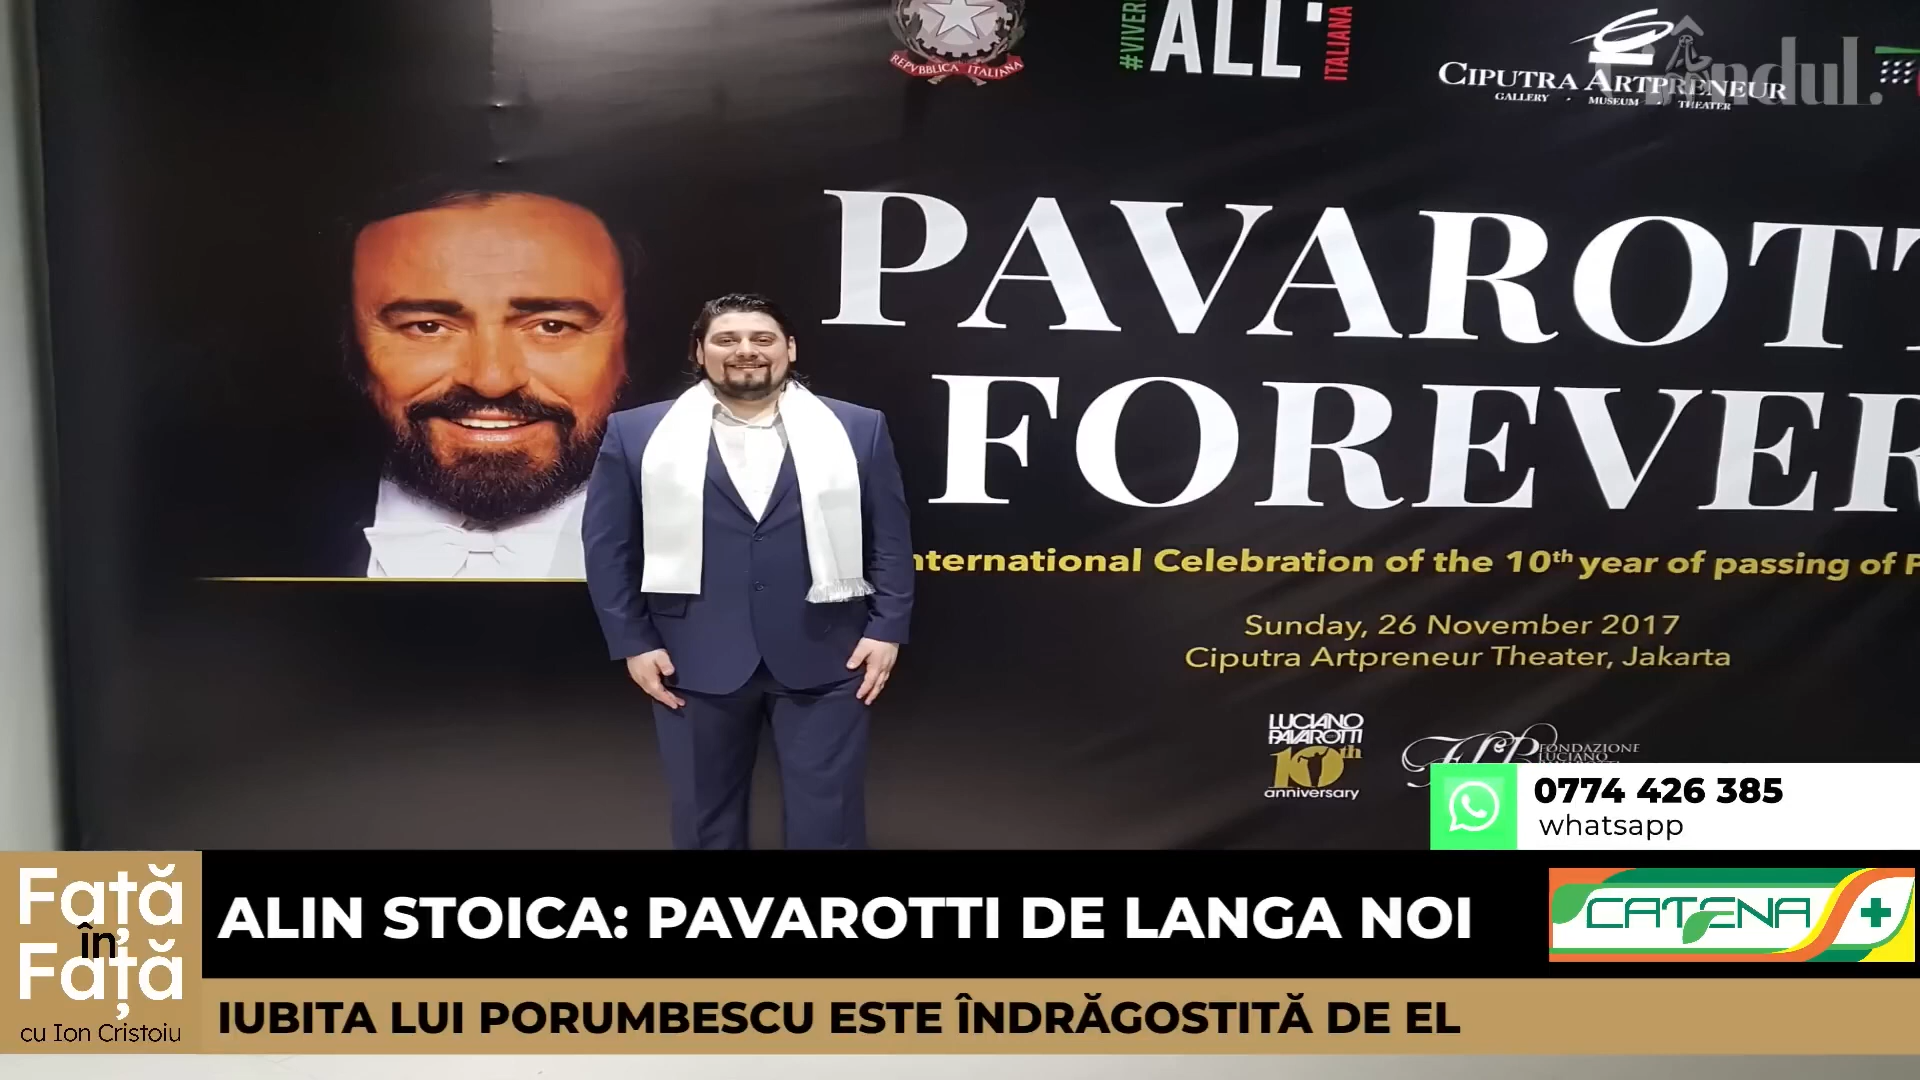 REPVBBLICA ITALIANA
#VIVERE
ALL'
ITALIANA
CIPUTRA ARTPRENEUR
GALLERY · MUSEUM · THEATER
Gândul.
PAVAROTT
FOREVER
nternational Celebration of the 10th year of passing of P
Sunday, 26 November 2017
Ciputra Artpreneur Theater, Jakarta
LUCIANO
PAVAROTTI
10th
anniversary
FONDAZIONE
LUCIANO
0774 426 385
whatsapp
Față
în
Față
cu Ion Cristoiu
ALIN STOICA: PAVAROTTI DE LANGA NOI
CATENA
IUBITA LUI PORUMBESCU ESTE ÎNDRĂGOSTITĂ DE EL